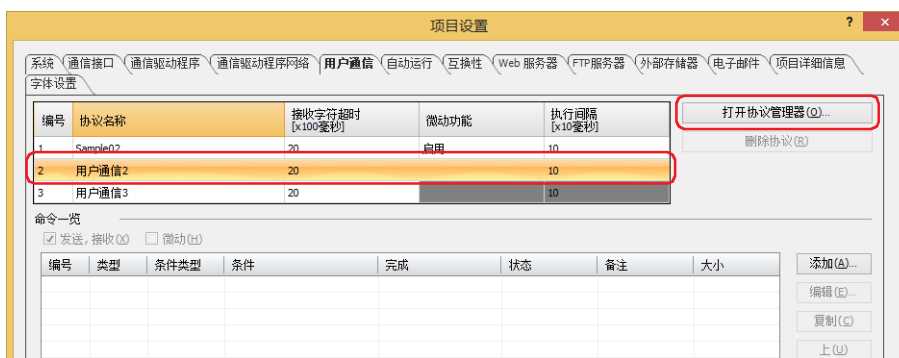 项目设置
? ×
系统 通信接口 通信驱动程序 通信驱动程序网络 用户通信 自动运行 互换性 Web 服务器 FTP服务器 外部存储器 电子邮件 项目详细信息
字体设置
编号 协议名称 接收字符超时 [x100毫秒] 微动功能 执行间隔 [x10毫秒]
1 Sample02 20 启用 10
2 用户通信2 20 10
3 用户通信3 20 10
打开协议管理器(O)...
删除协议(R)
命令一览
发送, 接收(X) 微动(H)
编号 类型 条件类型 条件 完成 状态 备注 大小
添加(A)...
编辑(E)...
复制(C)
上(U)